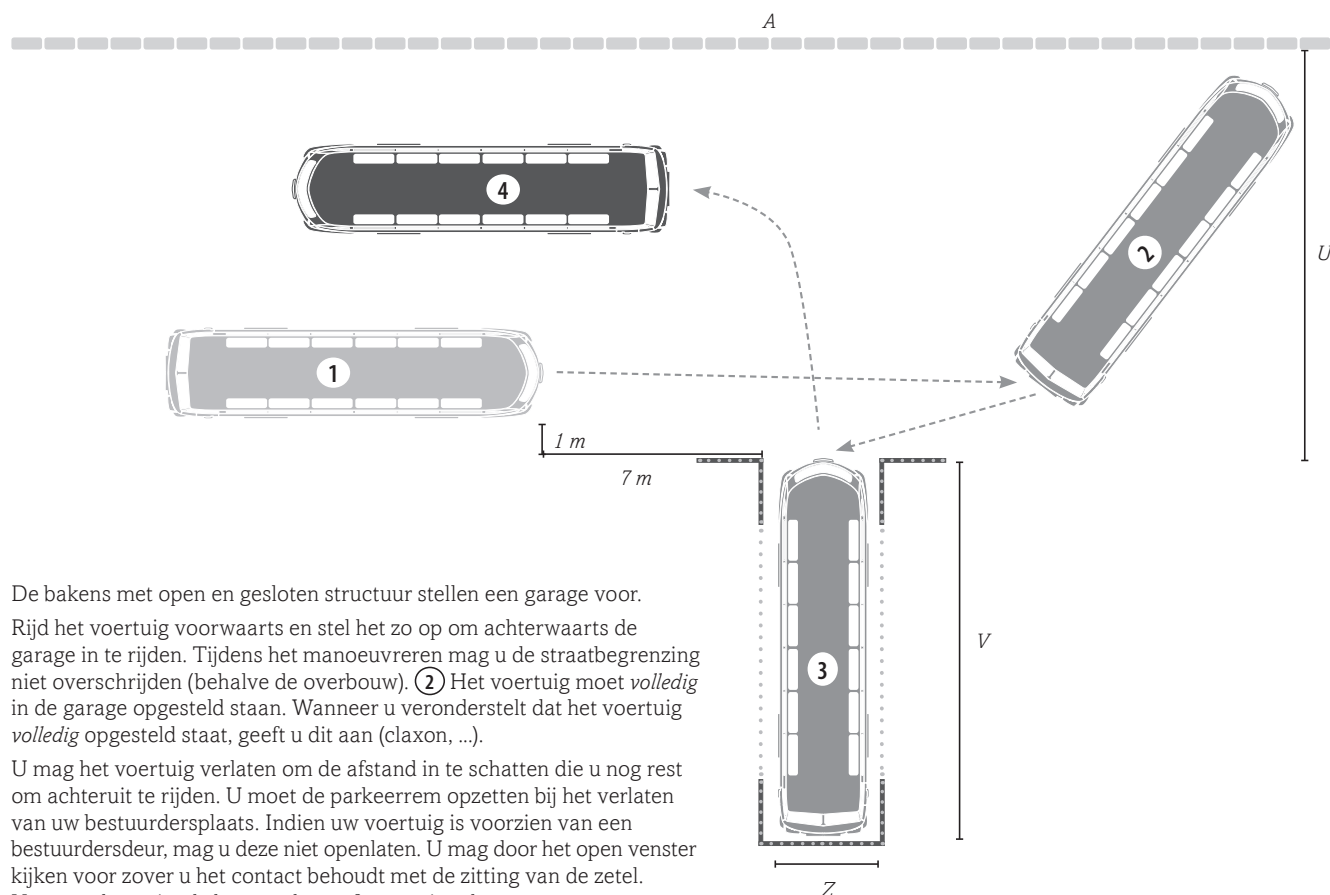 A
4
2
U
1
1 m
7 m
De bakens met open en gesloten structuur stellen een garage voor.
Rijd het voertuig voorwaarts en stel het zo op om achterwaarts de
garage in te rijden. Tijdens het manoeuvreren mag u de straatbegrenzing
niet overschrijden (behalve de overbouw). 2 Het voertuig moet volledig
in de garage opgesteld staan. Wanneer u veronderstelt dat het voertuig
volledig opgesteld staat, geeft u dit aan (claxon, ...).
V
3
U mag het voertuig verlaten om de afstand in te schatten die u nog rest
om achteruit te rijden. U moet de parkeerrem opzetten bij het verlaten
van uw bestuurdersplaats. Indien uw voertuig is voorzien van een
bestuurdersdeur, mag u deze niet openlaten. U mag door het open venster
kijken voor zover u het contact behoudt met de zitting van de zetel.
Z